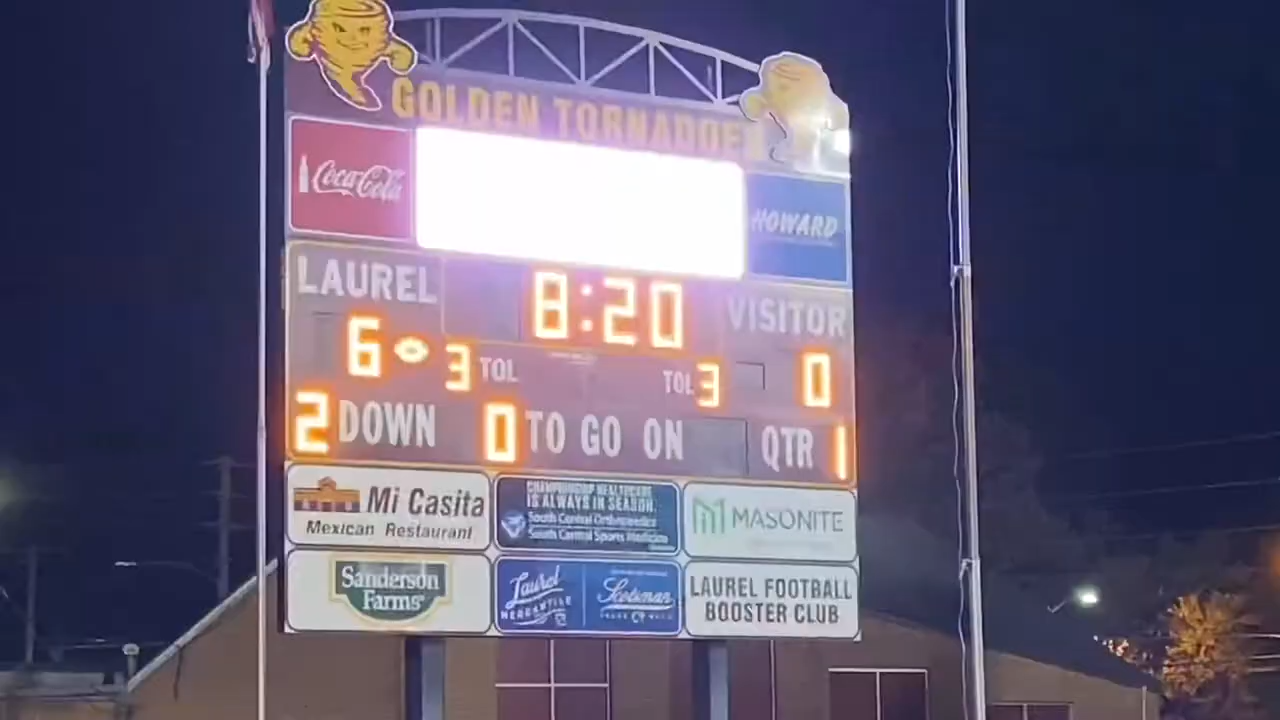 GOLDEN TORNADOES
Coca-Cola
HOWARD
LAUREL
8:20
VISITOR
6 3 TOL
TOL 3 0
2 DOWN 0 TO GO ON QTR 1
Mi Casita
Mexican Restaurant
CHAMPIONSHIP HEALTHCARE
IS ALWAYS IN SEASON.
South Central Orthopaedics
South Central Sports Medicine
MASONITE
Sanderson
Farms
Laurel
MERCANTILE
Scotsman
LAUREL FOOTBALL
BOOSTER CLUB